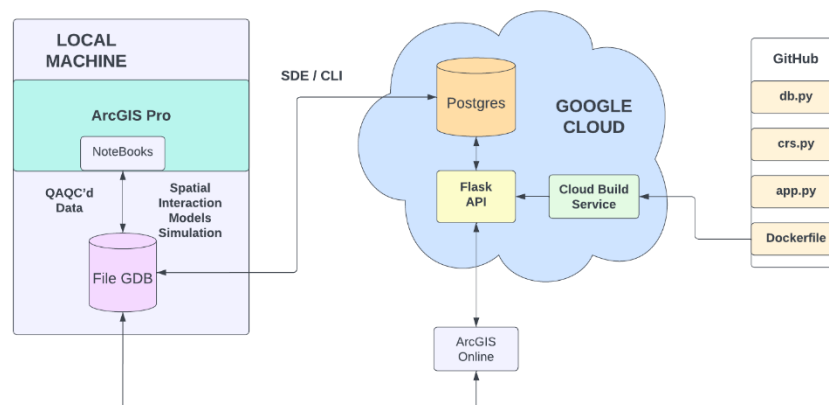 LOCAL
MACHINE
ArcGIS Pro
NoteBooks
QAQC'd
Data
Spatial
Interaction
Models
Simulation
File GDB
SDE / CLI
Postgres
GOOGLE
CLOUD
Flask
API
Cloud Build
Service
ArcGIS
Online
GitHub
db.py
crs.py
app.py
Dockerfile